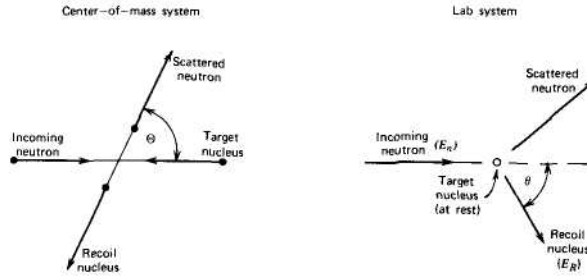 Center-of-mass system
Scattered
neutron
Θ
Incoming
neutron
Target
nucleus
Recoil
nucleus
Lab system
Scattered
neutron
Incoming
neutron (Eₙ)
θ
Target
nucleus
(at rest)
Recoil
nucleus
(E_R)